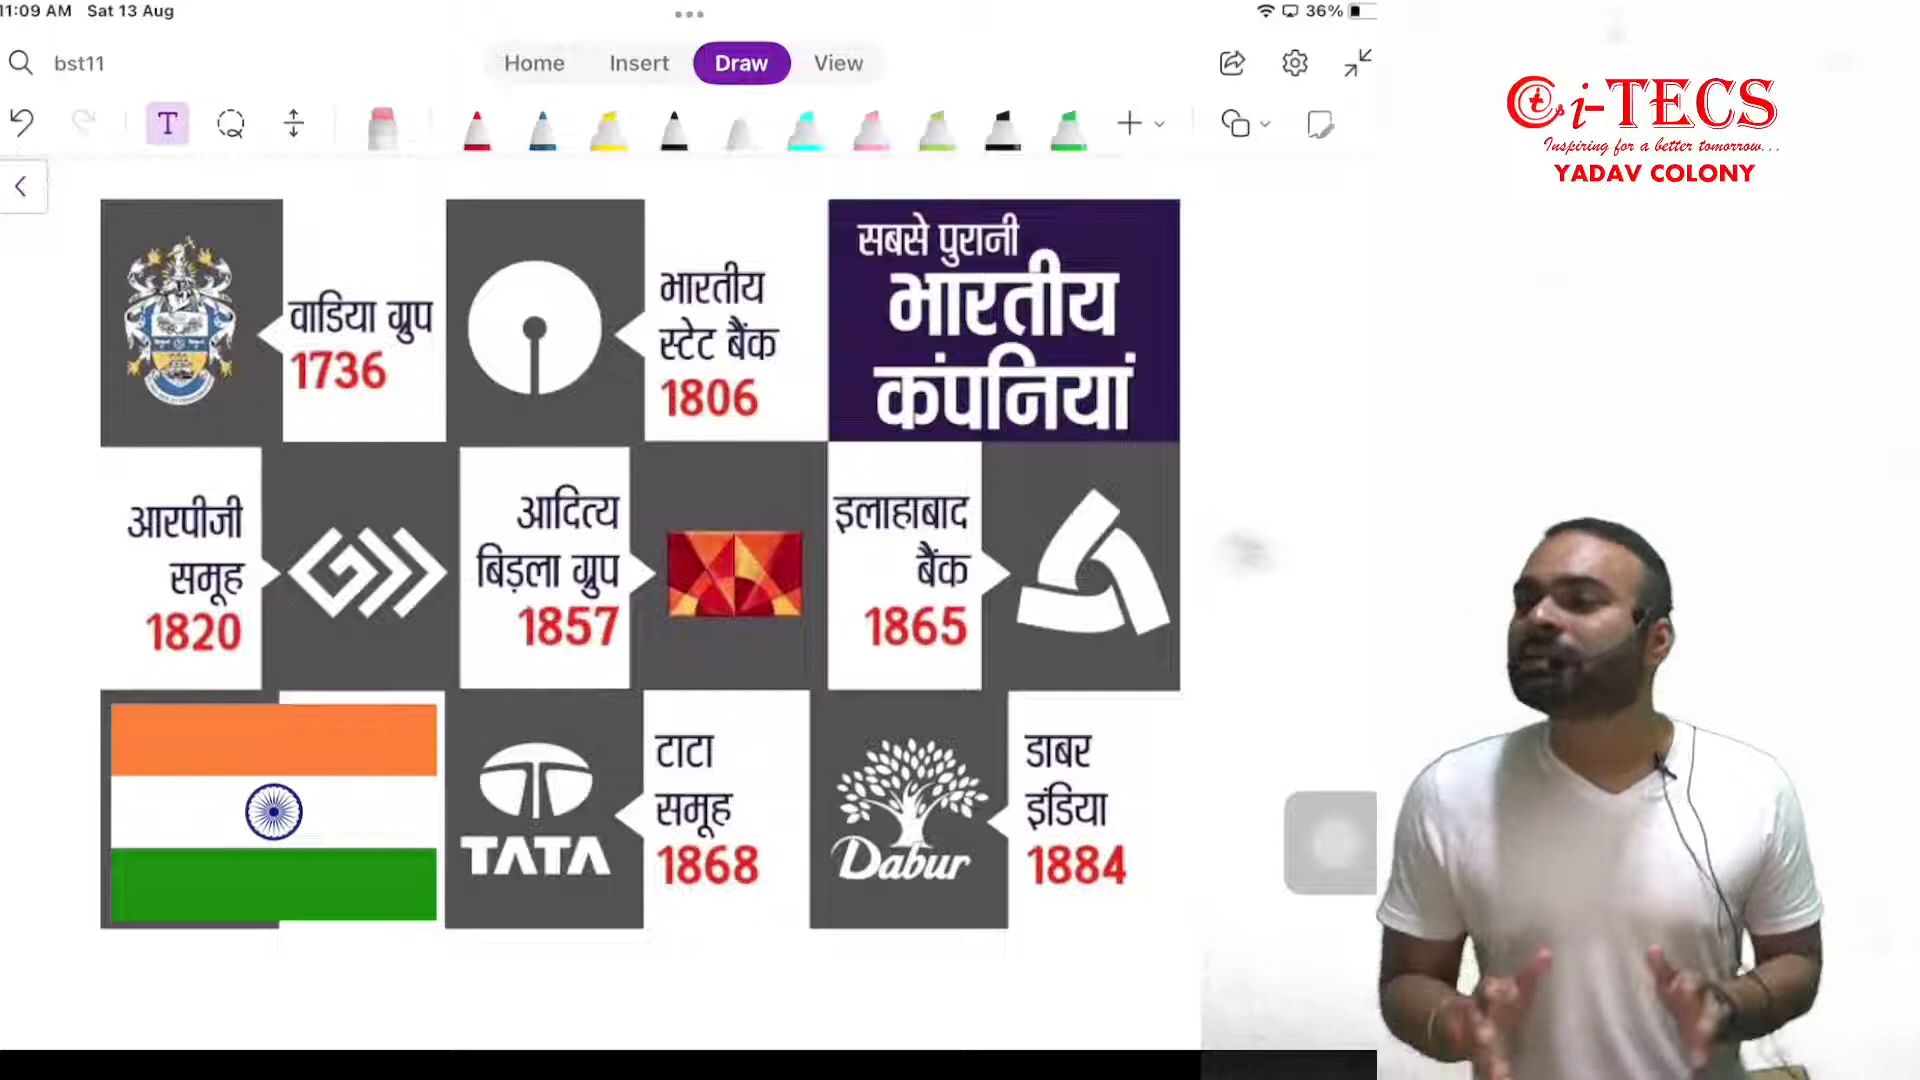 11:09 AM Sat 13 Aug
36%
bst11
Home Insert Draw View
T
i-TECS
Inspiring for a better tomorrow...
YADAV COLONY
वाडिया ग्रुप
1736
भारतीय
स्टेट बैंक
1806
सबसे पुरानी
भारतीय
कंपनियां
आरपीजी
समूह
1820
आदित्य
बिड़ला ग्रुप
1857
इलाहाबाद
बैंक
1865
TATA
टाटा
समूह
1868
Dabur
डाबर
इंडिया
1884